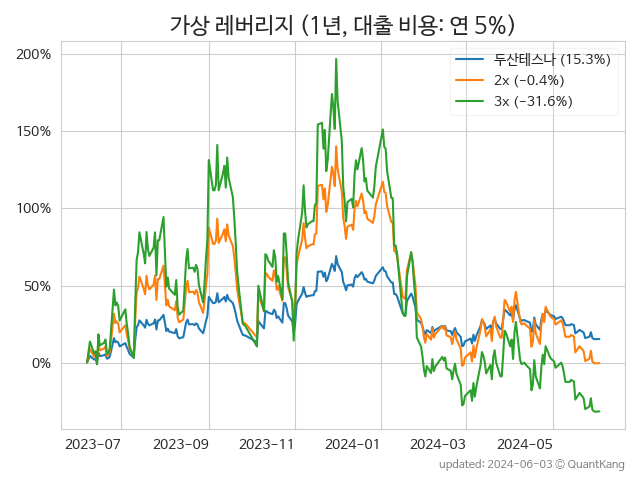 가상 레버리지 (1년, 대출 비용: 연 5%)
두산테스나 (15.3%)
2x (−0.4%)
3x (−31.6%)
200%
150%
100%
50%
0%
2023-07 2023-09 2023-11 2024-01 2024-03 2024-05
updated: 2024-06-03 © QuantKang